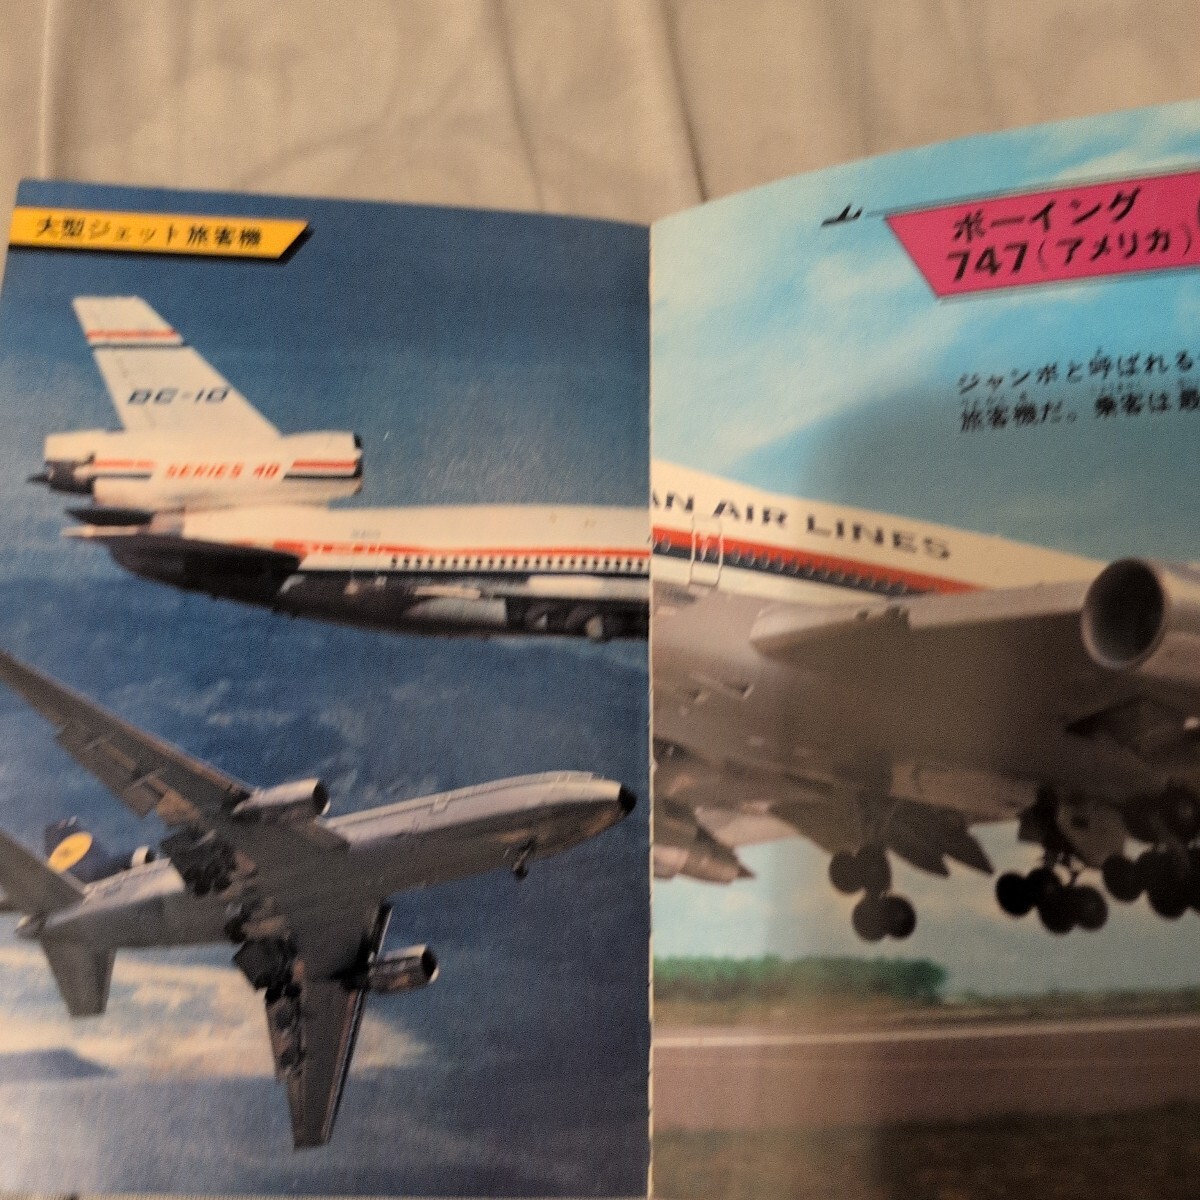 大型ジェット旅客機
DC-10
SERIES 40
ボーイング
747(アメリカ)
ジャンボと呼ばれる
旅客機だ。乗客は最
AN AIR LINES